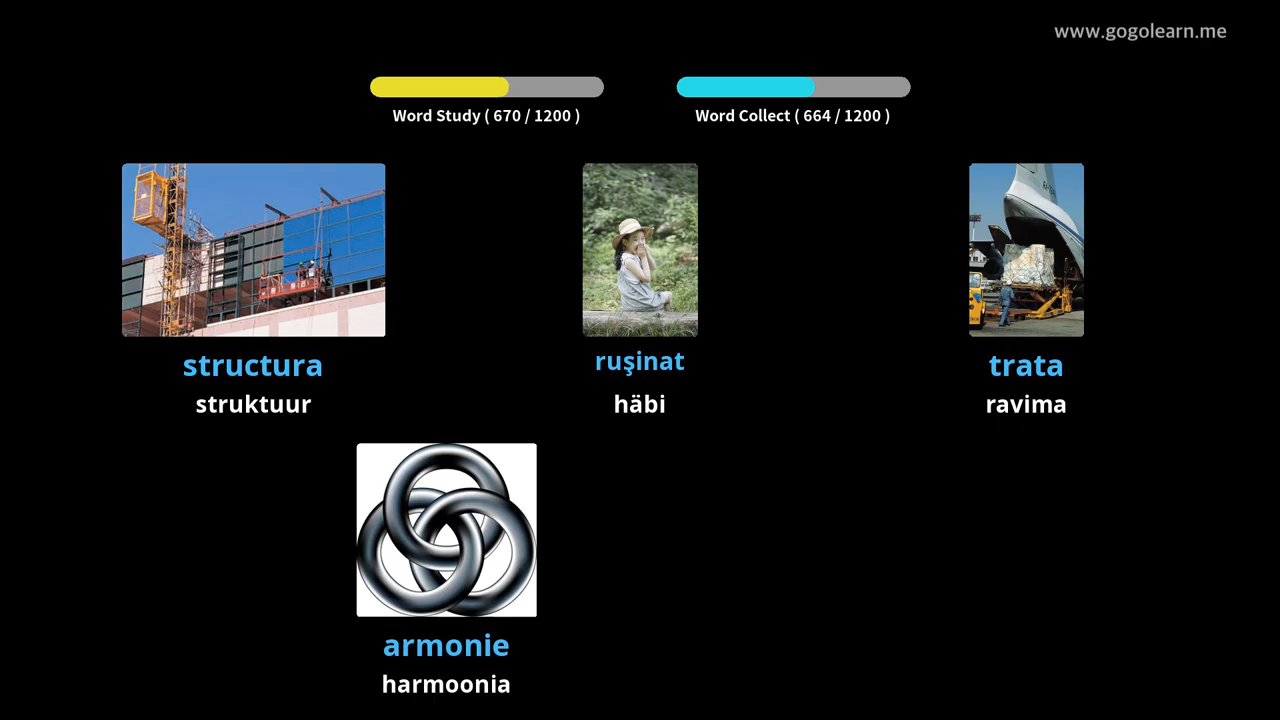 www.gogolearn.me
Word Study ( 670 / 1200 )
Word Collect ( 664 / 1200 )
structura
struktuur
ruşinat
häbi
trata
ravima
armonie
harmoonia